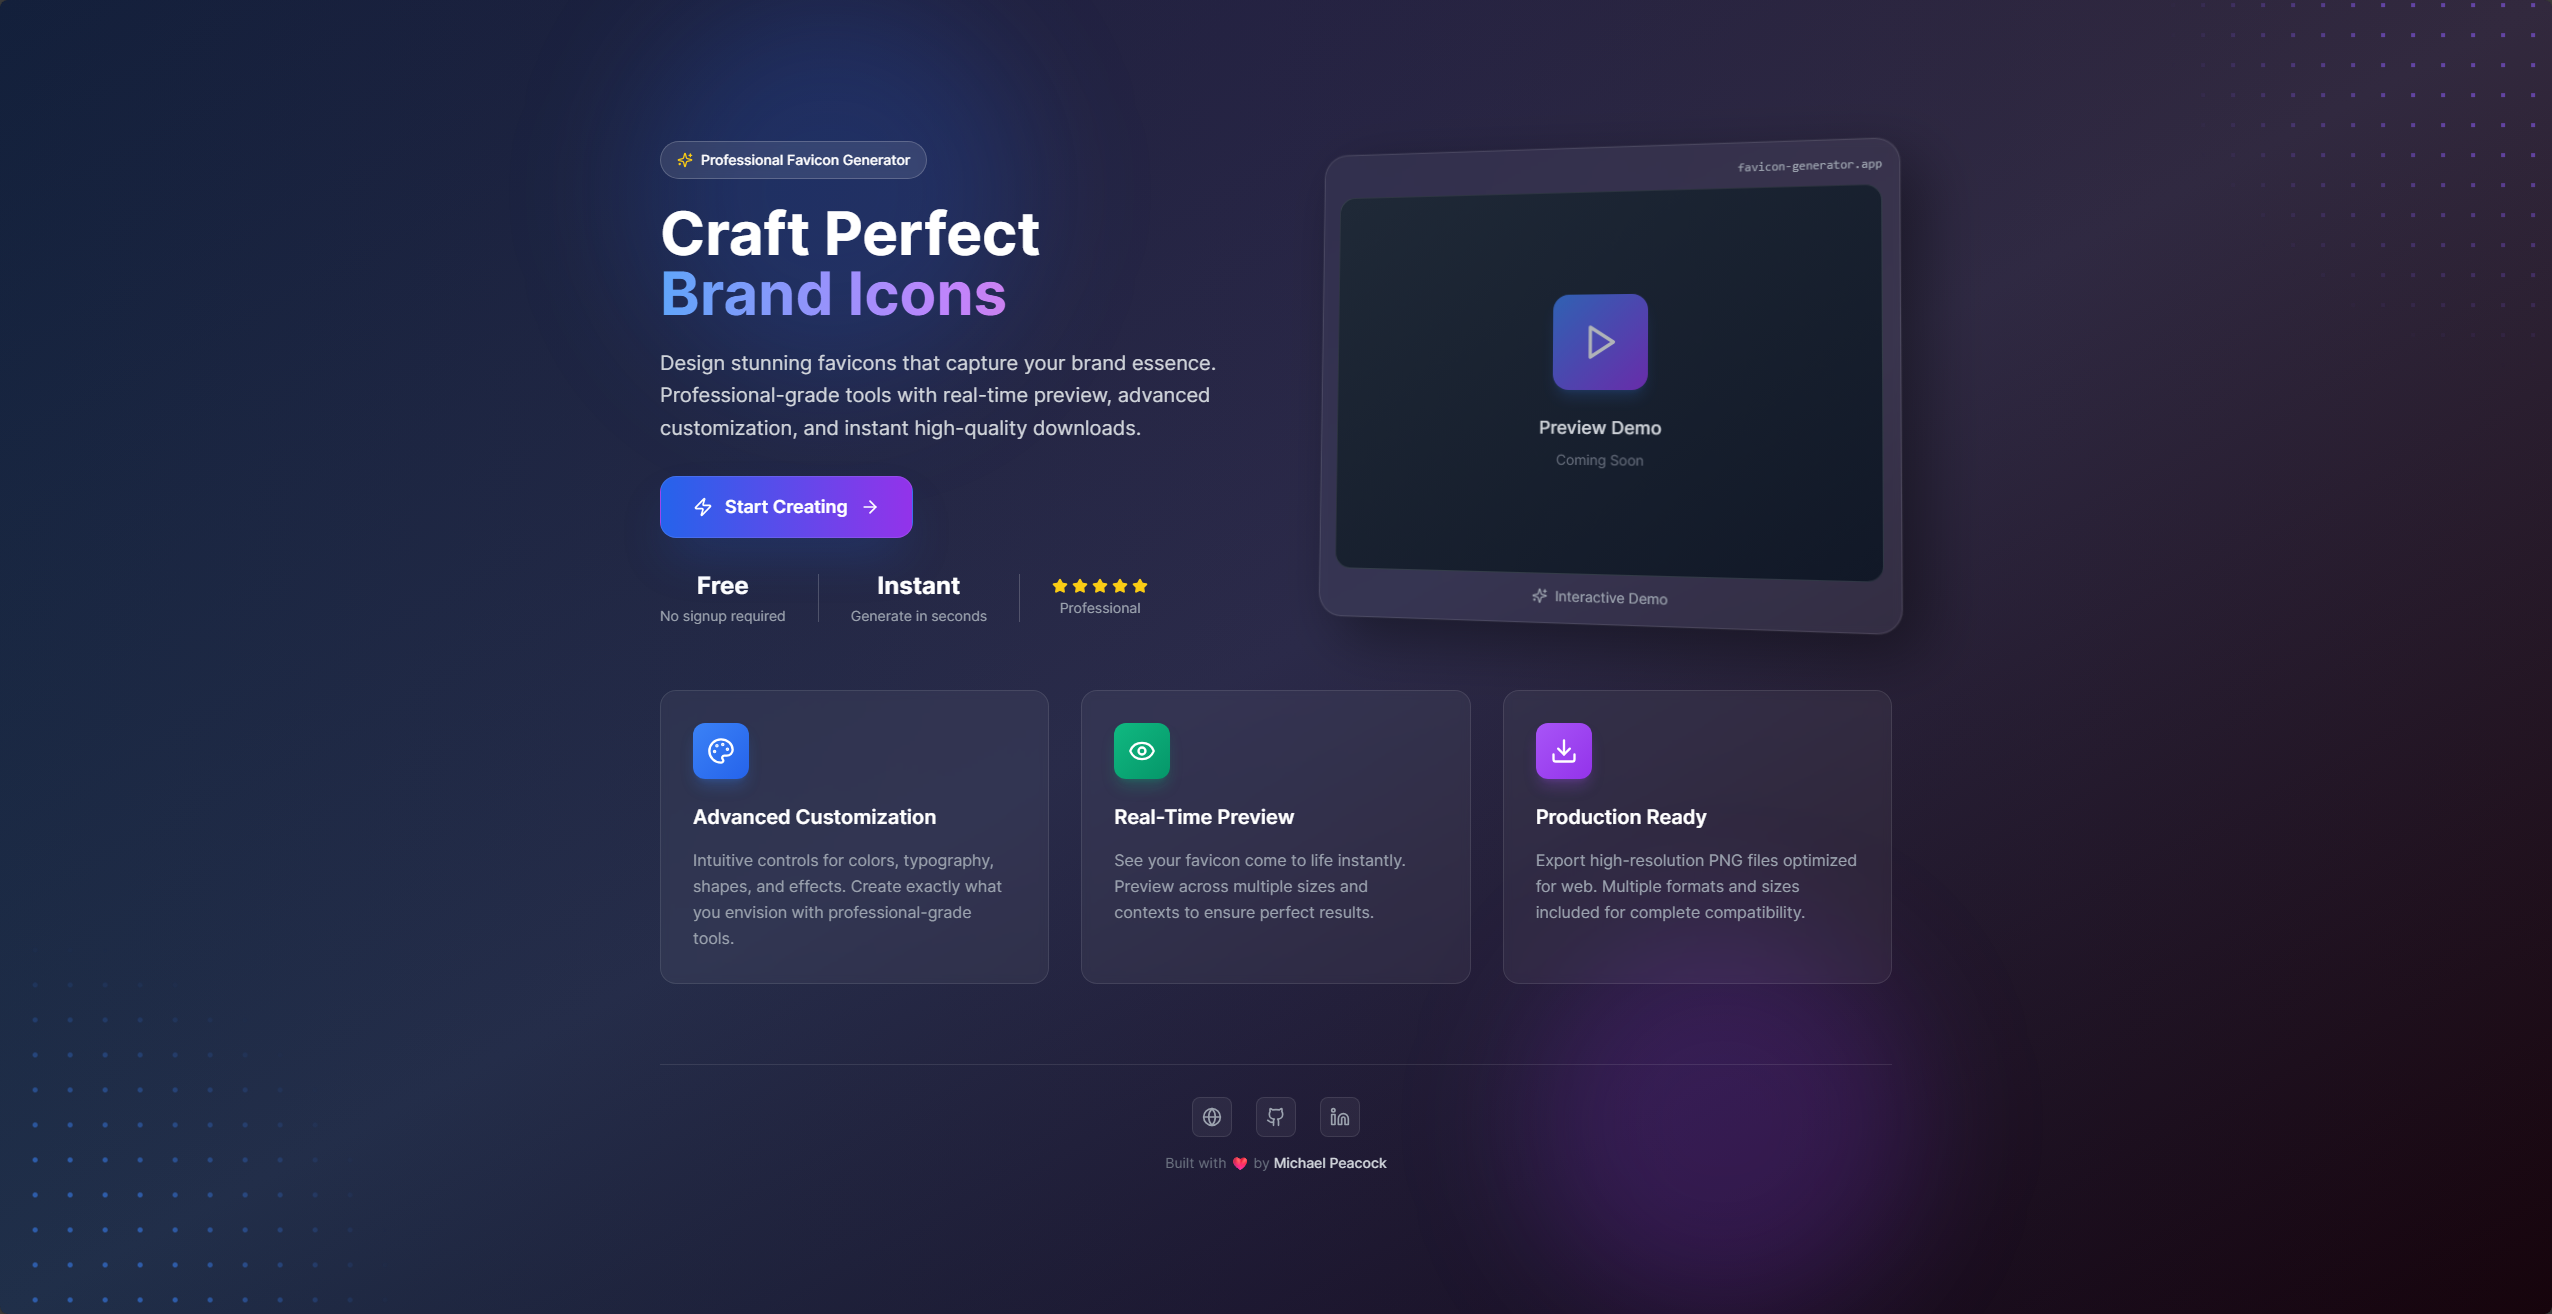 Professional Favicon Generator
Craft Perfect
Brand Icons
Design stunning favicons that capture your brand essence.
Professional-grade tools with real-time preview, advanced
customization, and instant high-quality downloads.
Start Creating
Free
No signup required
Instant
Generate in seconds
Professional
favicon-generator.app
Preview Demo
Coming Soon
Interactive Demo
Advanced Customization
Intuitive controls for colors, typography,
shapes, and effects. Create exactly what
you envision with professional-grade
tools.
Real-Time Preview
See your favicon come to life instantly.
Preview across multiple sizes and
contexts to ensure perfect results.
Production Ready
Export high-resolution PNG files optimized
for web. Multiple formats and sizes
included for complete compatibility.
Built with ❤️ by Michael Peacock